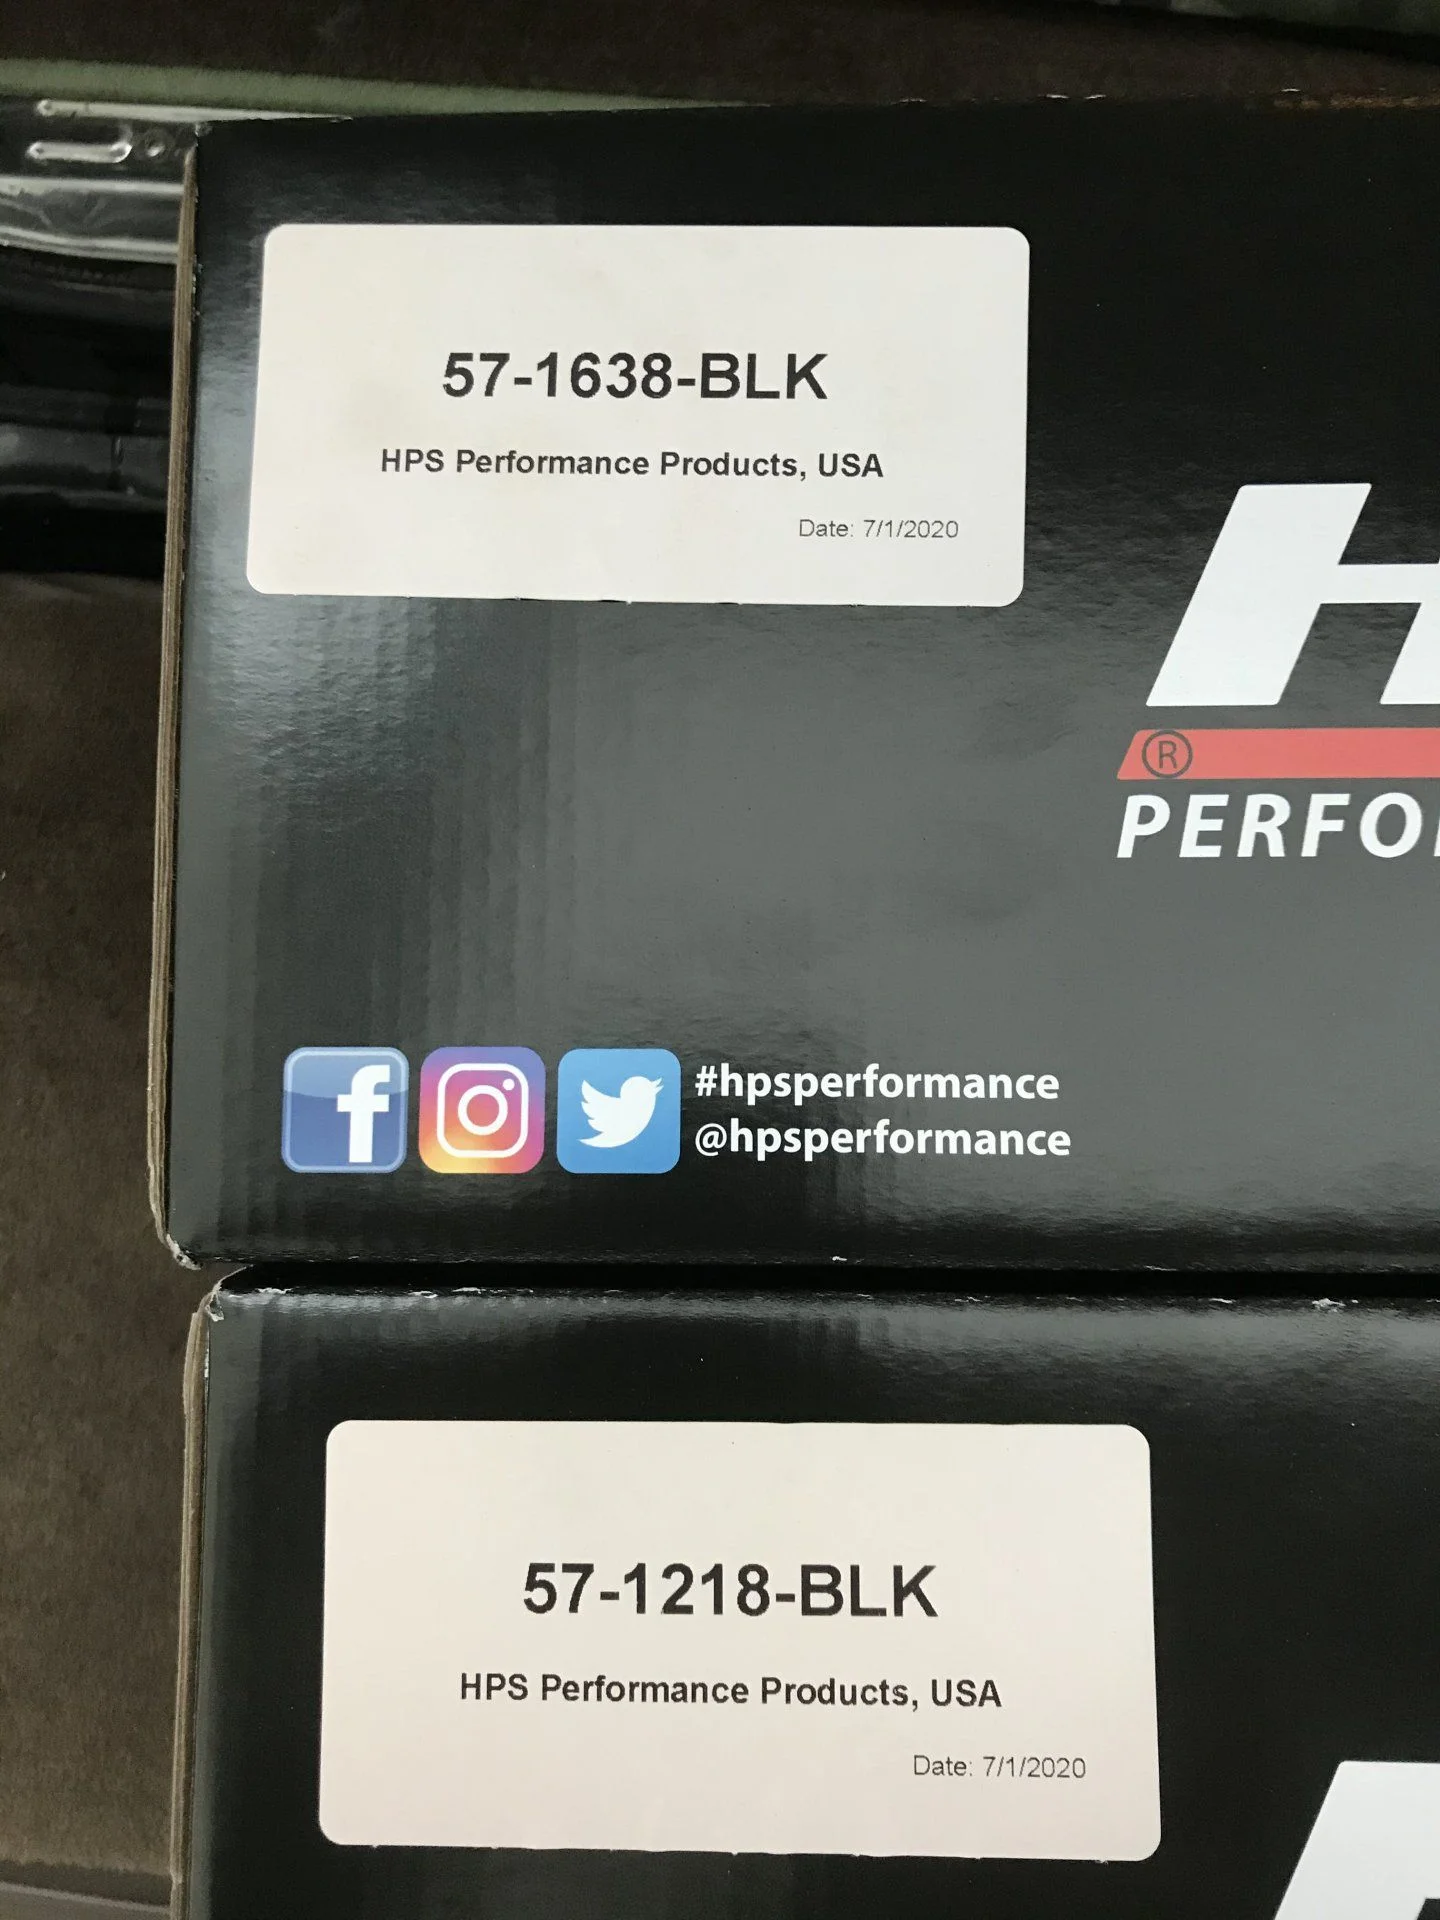 57-1638-BLK
HPS Performance Products, USA
Date: 7/1/2020
®
#hpsperformance
@hpsperformance
57-1218-BLK
HPS Performance Products, USA
Date: 7/1/2020